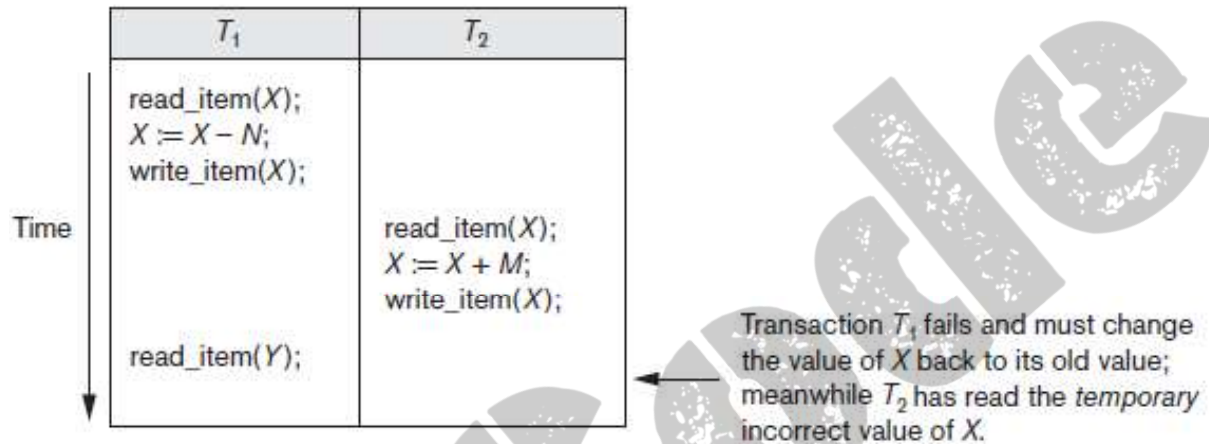 T₁ T₂
read_item(X);
X := X − N;
write_item(X);
Time
read_item(X);
X := X + M;
write_item(X);
Transaction T₁ fails and must change
read_item(Y);
the value of X back to its old value;
meanwhile T₂ has read the temporary
incorrect value of X.